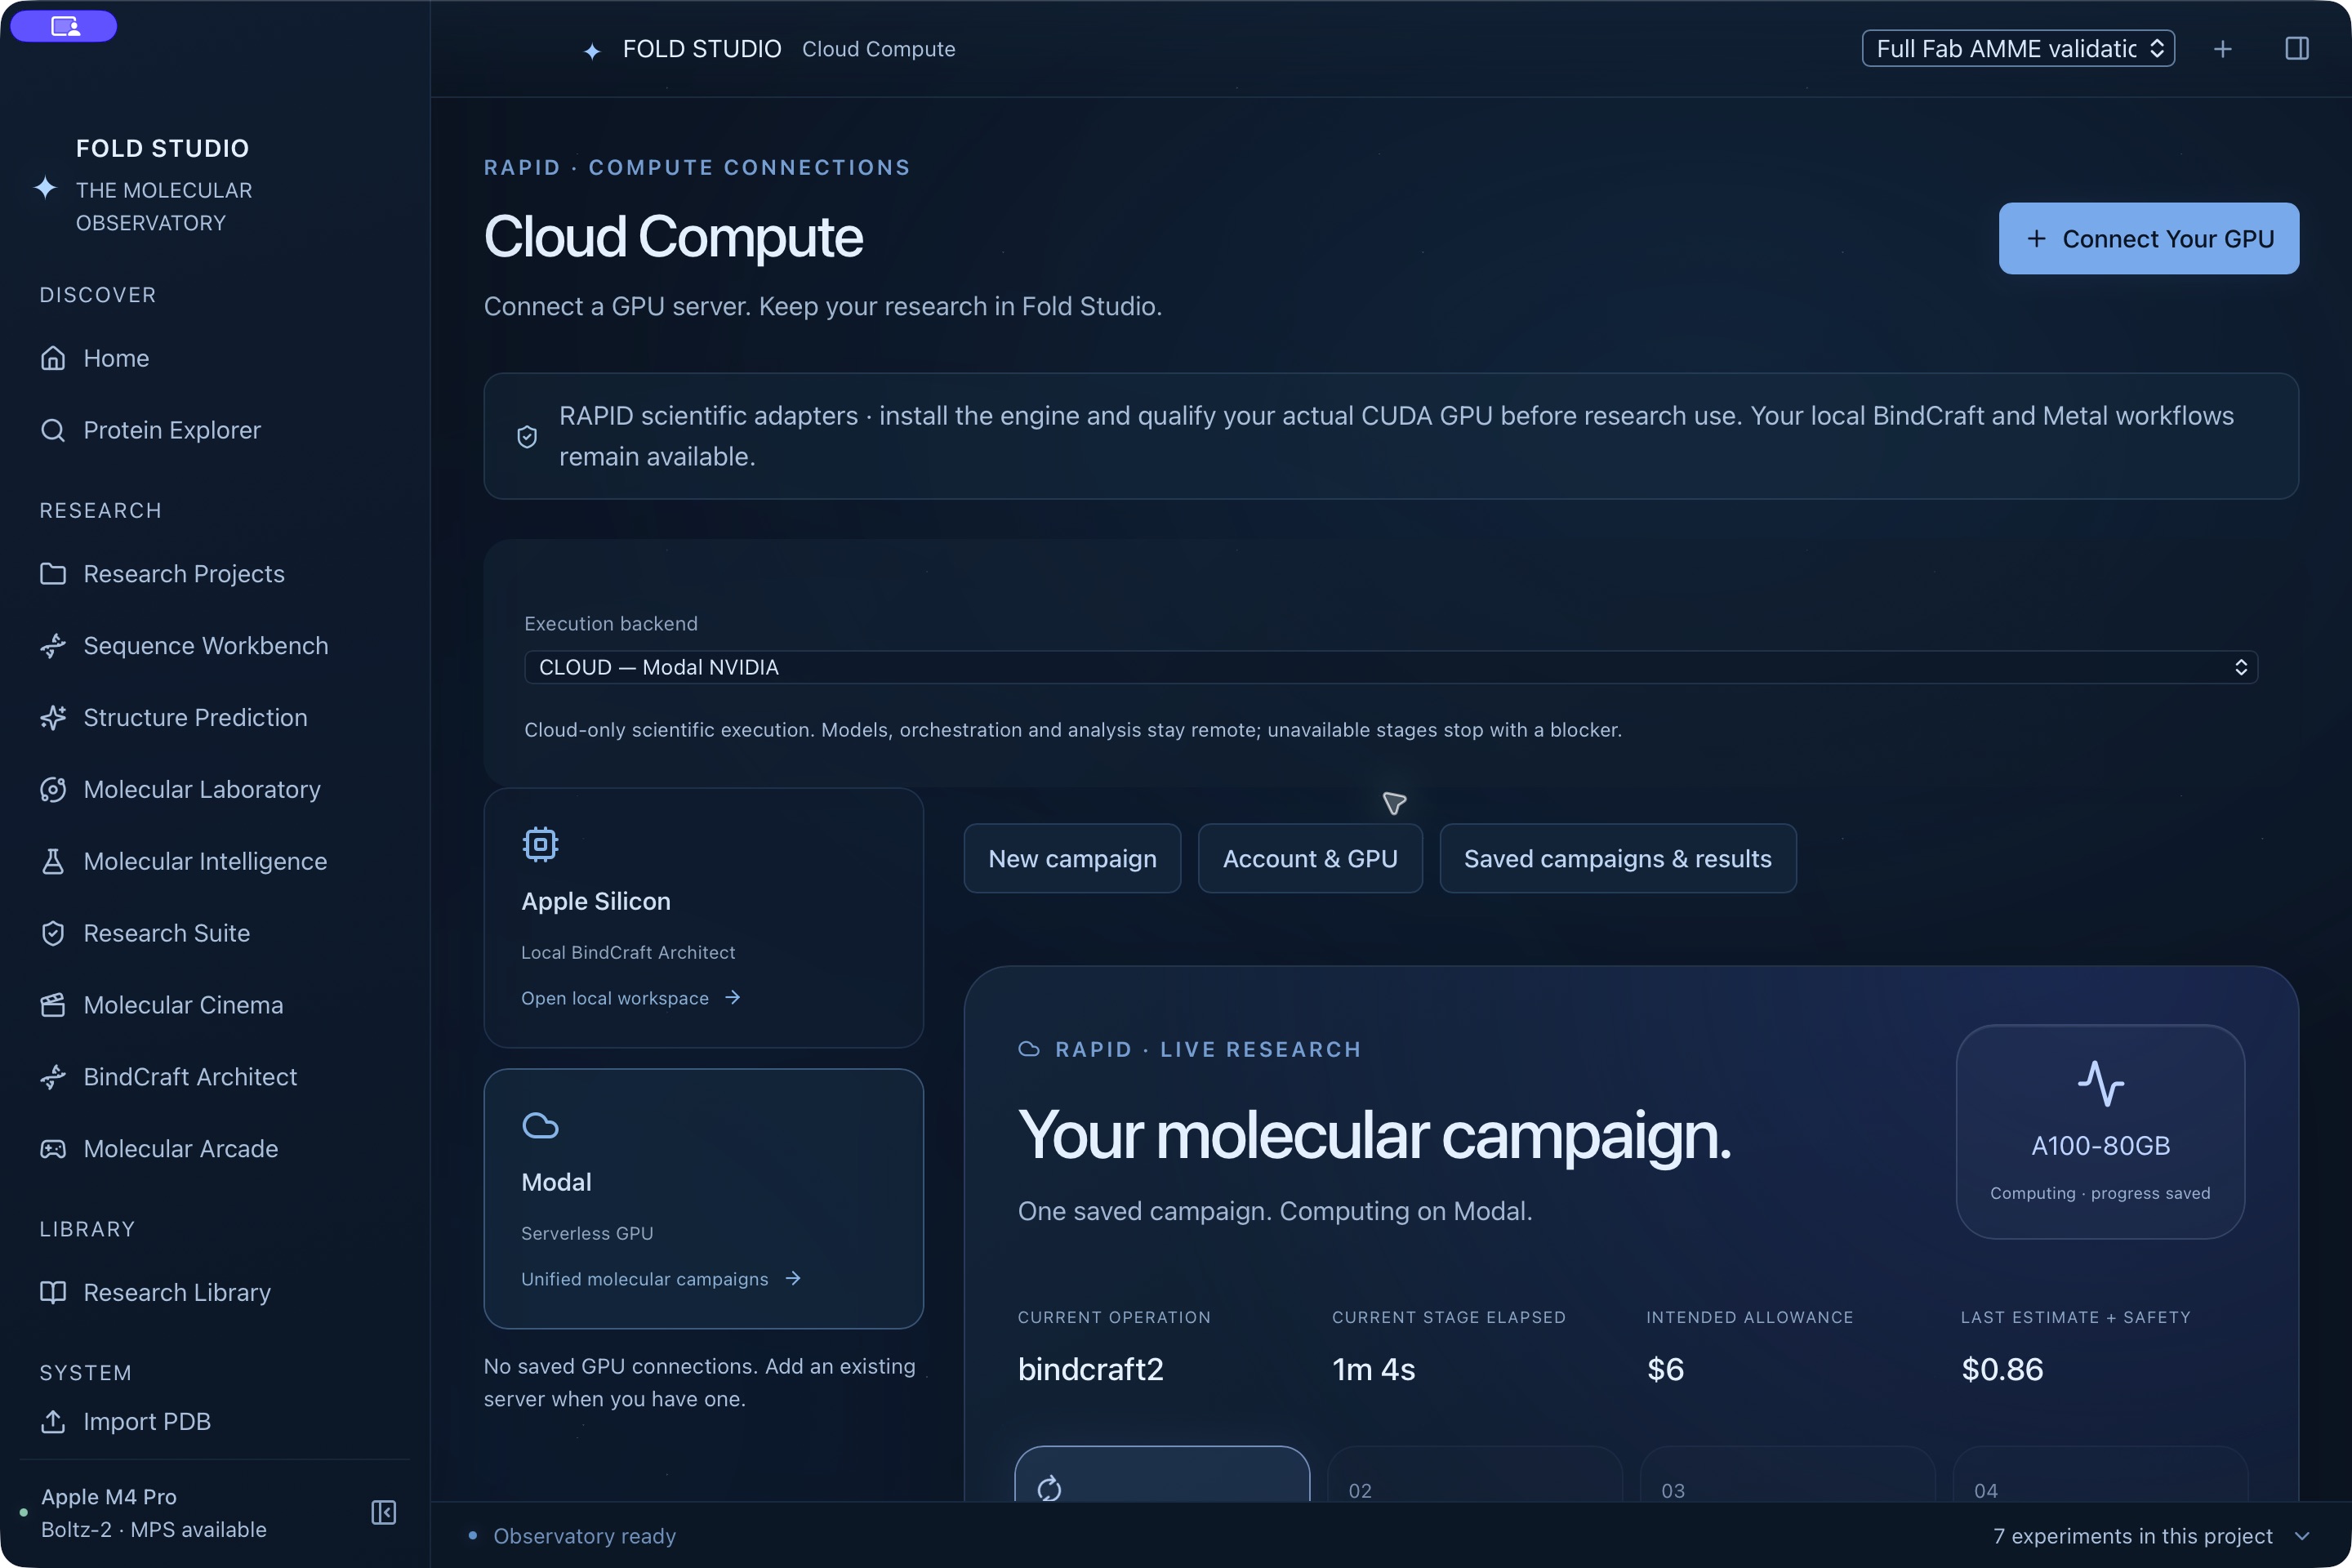 FOLD STUDIO
THE MOLECULAR
OBSERVATORY
DISCOVER
Home
Protein Explorer
RESEARCH
Research Projects
Sequence Workbench
Structure Prediction
Molecular Laboratory
Molecular Intelligence
Research Suite
Molecular Cinema
BindCraft Architect
Molecular Arcade
LIBRARY
Research Library
SYSTEM
Import PDB
Apple M4 Pro
Boltz-2 · MPS available
FOLD STUDIO Cloud Compute
Full Fab AMME validatic
RAPID · COMPUTE CONNECTIONS
Cloud Compute
Connect Your GPU
Connect a GPU server. Keep your research in Fold Studio.
RAPID scientific adapters · install the engine and qualify your actual CUDA GPU before research use. Your local BindCraft and Metal workflows
remain available.
Execution backend
CLOUD — Modal NVIDIA
Cloud-only scientific execution. Models, orchestration and analysis stay remote; unavailable stages stop with a blocker.
Apple Silicon
Local BindCraft Architect
Open local workspace
Modal
Serverless GPU
Unified molecular campaigns
No saved GPU connections. Add an existing
server when you have one.
New campaign
Account & GPU
Saved campaigns & results
RAPID · LIVE RESEARCH
Your molecular campaign.
One saved campaign. Computing on Modal.
A100-80GB
Computing · progress saved
CURRENT OPERATION
bindcraft2
CURRENT STAGE ELAPSED
1m 4s
INTENDED ALLOWANCE
$6
LAST ESTIMATE + SAFETY
$0.86
02
03
04
Observatory ready
7 experiments in this project